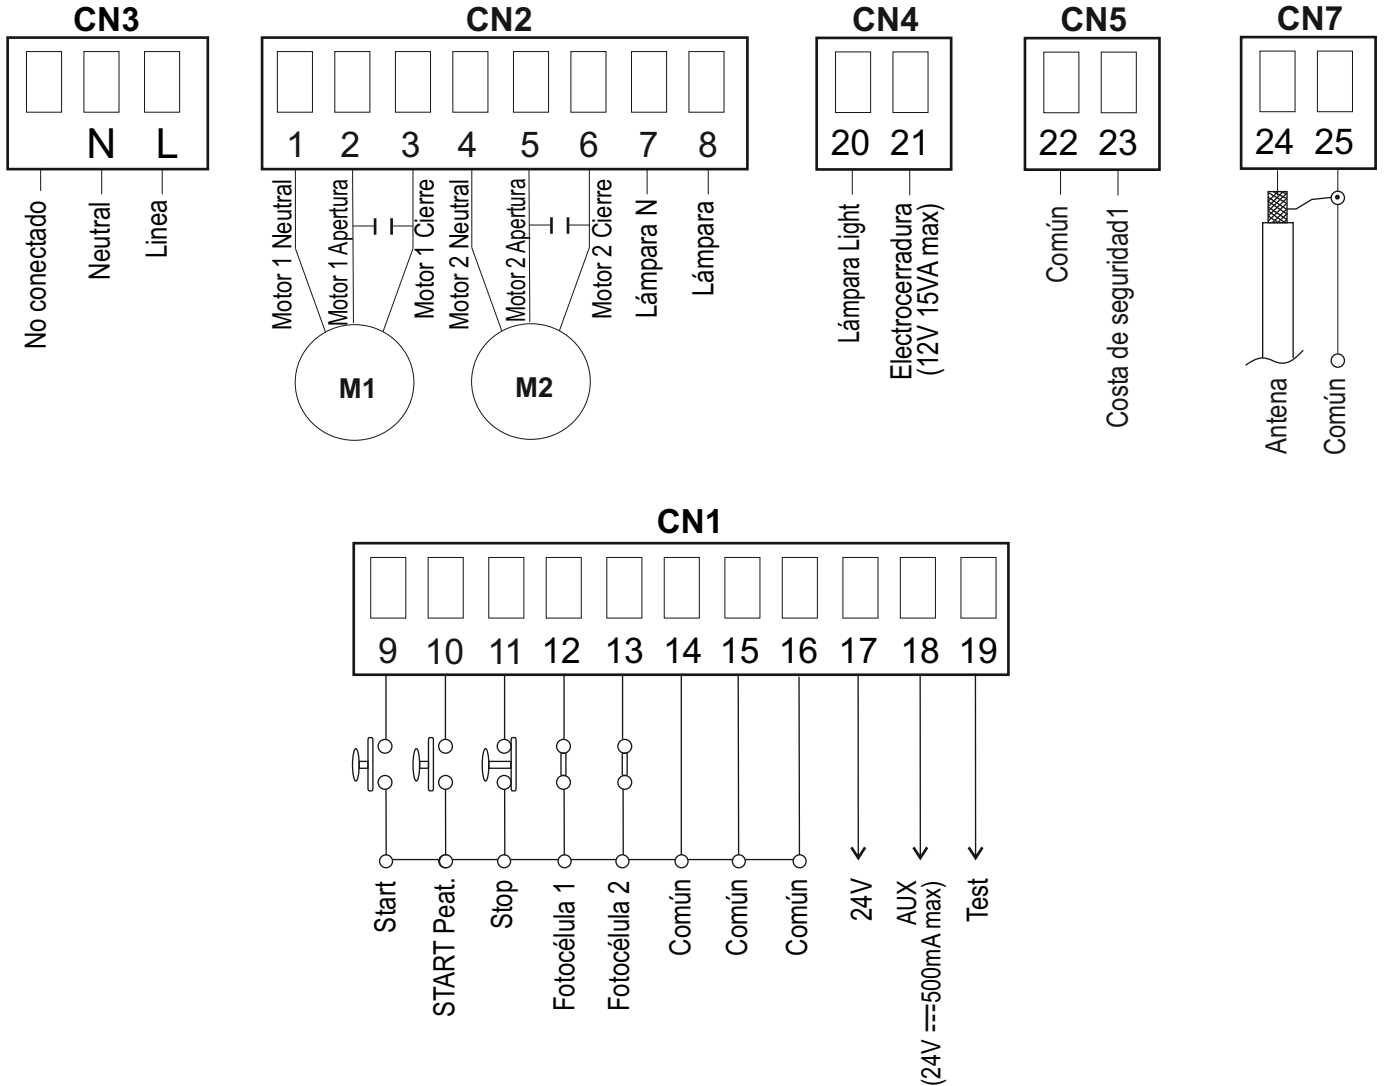 CN3
N L
No conectado
Neutral
Linea
CN2
1 2 3 4 5 6 7 8
Motor 1 Neutral
Motor 1 Apertura
Motor 1 Cierre
Motor 2 Neutral
Motor 2 Apertura
Motor 2 Cierre
Lámpara N
Lámpara
M1
M2
CN4
20 21
Lámpara Light
Electrocerradura
(12V 15VA max)
CN5
22 23
Común
Costa de seguridad1
CN7
24 25
Antena
Común
CN1
9 10 11 12 13 14 15 16 17 18 19
Start
START Peat.
Stop
Fotocélula 1
Fotocélula 2
Común
Común
Común
24V
AUX
(24V ⎓500mA max)
Test